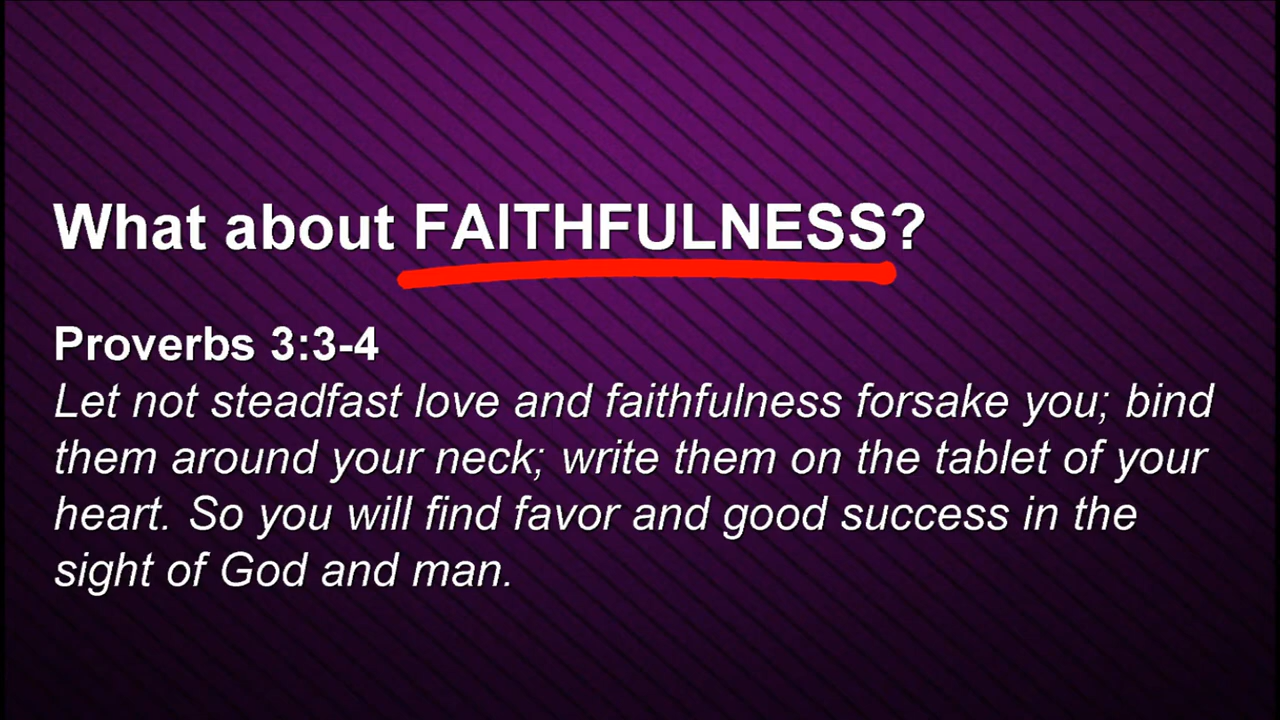 What about FAITHFULNESS?
Proverbs 3:3-4
Let not steadfast love and faithfulness forsake you; bind
them around your neck; write them on the tablet of your
heart. So you will find favor and good success in the
sight of God and man.